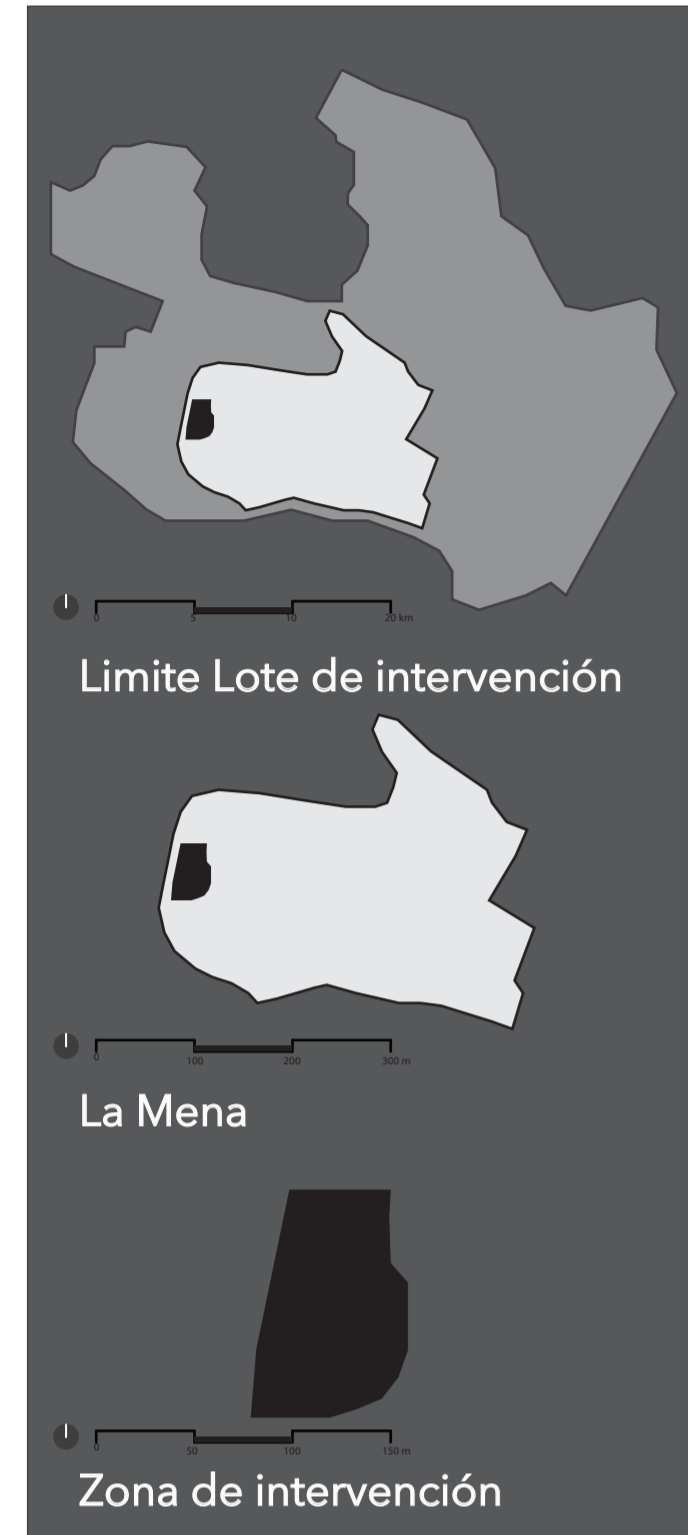 0 5 10 20 km
Limite Lote de intervención
0 100 200 300 m
La Mena
0 50 100 150 m
Zona de intervención